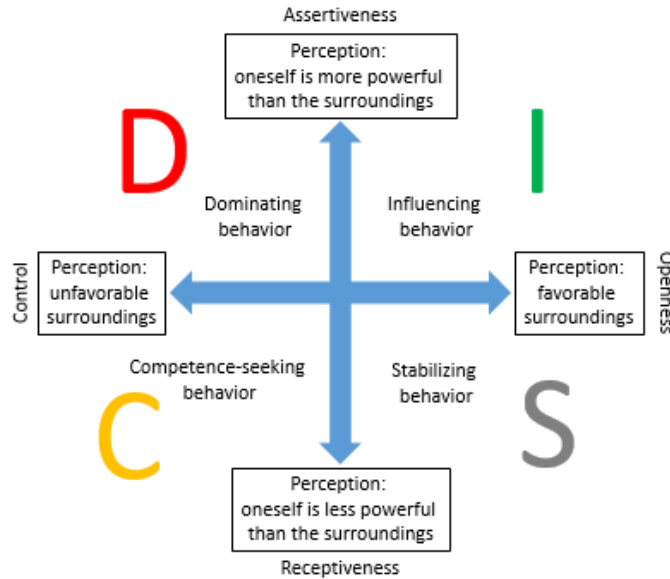 Assertiveness
Perception:
oneself is more powerful
than the surroundings
D
I
Dominating
behavior
Influencing
behavior
Control
Perception:
unfavorable
surroundings
Perception:
favorable
surroundings
Openness
Competence-seeking
behavior
Stabilizing
behavior
C
S
Perception:
oneself is less powerful
than the surroundings
Receptiveness